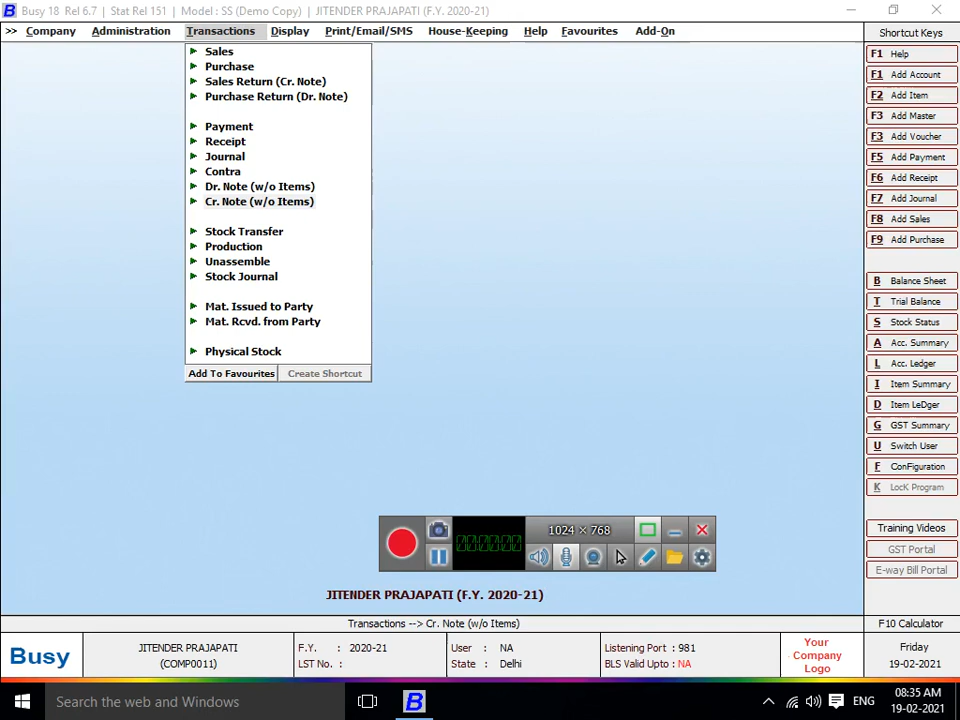 Busy 18 Rel 6.7 | Stat Rel 151 | Model : SS (Demo Copy) | JITENDER PRAJAPATI (F.Y. 2020-21)
>> Company Administration Transactions Display Print/Email/SMS House-Keeping Help Favourites Add-On
Shortcut Keys
Sales
Purchase
Sales Return (Cr. Note)
Purchase Return (Dr. Note)
Payment
Receipt
Journal
Contra
Dr. Note (w/o Items)
Cr. Note (w/o Items)
Stock Transfer
Production
Unassemble
Stock Journal
Mat. Issued to Party
Mat. Rcvd. from Party
Physical Stock
Add To Favourites Create Shortcut
F1 Help
F1 Add Account
F2 Add Item
F3 Add Master
F3 Add Voucher
F5 Add Payment
F6 Add Receipt
F7 Add Journal
F8 Add Sales
F9 Add Purchase
B Balance Sheet
T Trial Balance
S Stock Status
A Acc. Summary
L Acc. Ledger
I Item Summary
D Item LeDger
G GST Summary
U Switch User
F ConFiguration
K LocK Program
Training Videos
GST Portal
E-way Bill Portal
1024 × 768
JITENDER PRAJAPATI (F.Y. 2020-21)
Transactions --> Cr. Note (w/o Items)
F10 Calculator
Busy
JITENDER PRAJAPATI
(COMP0011)
F.Y. : 2020-21
LST No. :
User : NA
State : Delhi
Listening Port : 981
BLS Valid Upto : NA
Your
Company
Logo
Friday
19-02-2021
Search the web and Windows
B
ENG
08:35 AM
19-02-2021